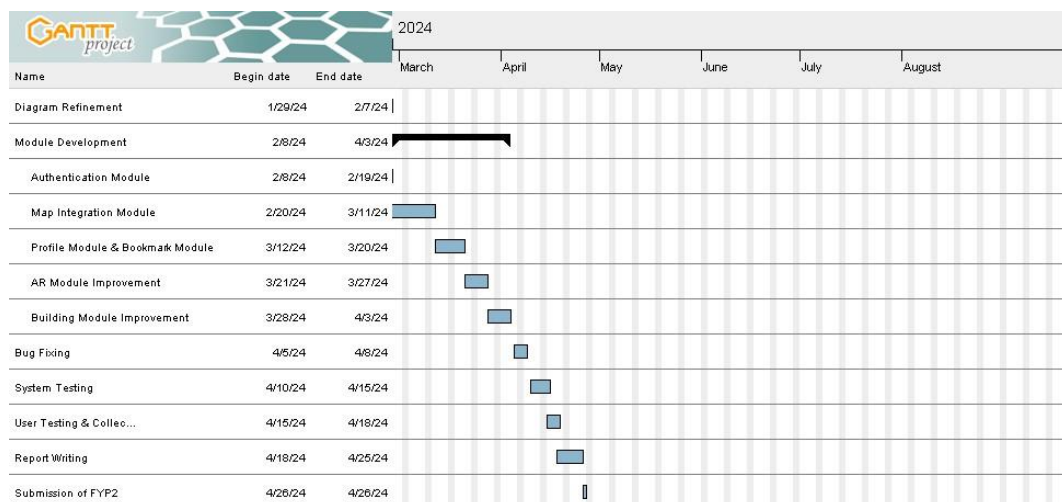 GANTT
project
2024
Name Begin date End date
March April May June July August
Diagram Refinement 1/29/24 2/7/24
Module Development 2/8/24 4/3/24
Authentication Module 2/8/24 2/19/24
Map Integration Module 2/20/24 3/11/24
Profile Module & Bookmark Module 3/12/24 3/20/24
AR Module Improvement 3/21/24 3/27/24
Building Module Improvement 3/28/24 4/3/24
Bug Fixing 4/5/24 4/8/24
System Testing 4/10/24 4/15/24
User Testing & Collec... 4/15/24 4/18/24
Report Writing 4/18/24 4/25/24
Submission of FYP2 4/26/24 4/26/24